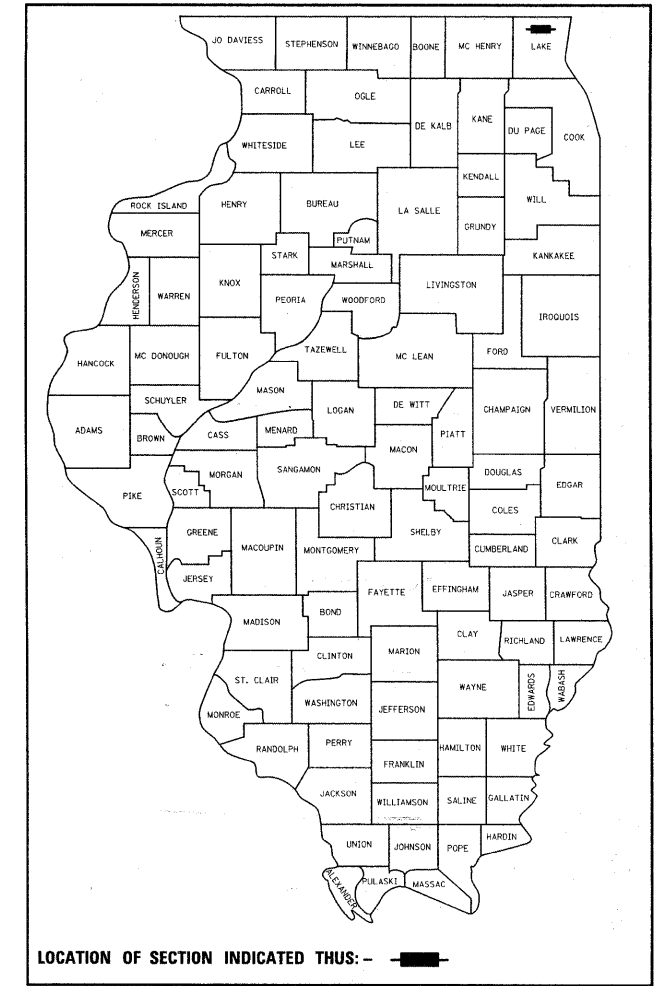 JO DAVIESS STEPHENSON WINNEBAGO BOONE MC HENRY LAKE
CARROLL OGLE
DE KALB KANE DU PAGE COOK
WHITESIDE LEE
KENDALL
ROCK ISLAND HENRY BUREAU LA SALLE WILL
MERCER PUTNAM GRUNDY
STARK MARSHALL KANKAKEE
HENDERSON WARREN KNOX PEORIA WOODFORD LIVINGSTON IROQUOIS
HANCOCK MC DONOUGH FULTON TAZEWELL MC LEAN FORD
MASON
SCHUYLER LOGAN DE WITT CHAMPAIGN VERMILION
ADAMS BROWN CASS MENARD MACON PIATT
MORGAN SANGAMON DOUGLAS
PIKE SCOTT CHRISTIAN MOULTRIE EDGAR
COLES
GREENE MACOUPIN MONTGOMERY SHELBY CUMBERLAND CLARK
CALHOUN JERSEY
FAYETTE EFFINGHAM JASPER CRAWFORD
MADISON BOND
CLAY RICHLAND LAWRENCE
CLINTON MARION
ST. CLAIR WAYNE EDWARDS WABASH
MONROE WASHINGTON JEFFERSON
RANDOLPH PERRY HAMILTON WHITE
FRANKLIN
JACKSON WILLIAMSON SALINE GALLATIN
UNION JOHNSON POPE HARDIN
ALEXANDER PULASKI MASSAC
LOCATION OF SECTION INDICATED THUS: –